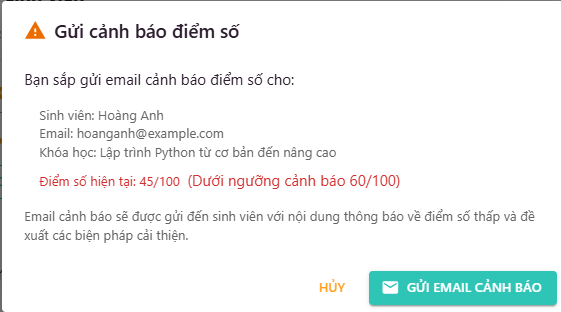 Gửi cảnh báo điểm số
Bạn sắp gửi email cảnh báo điểm số cho:
Sinh viên: Hoàng Anh
Email: hoanganh@example.com
Khóa học: Lập trình Python từ cơ bản đến nâng cao
Điểm số hiện tại: 45/100 (Dưới ngưỡng cảnh báo 60/100)
Email cảnh báo sẽ được gửi đến sinh viên với nội dung thông báo về điểm số thấp và đề
xuất các biện pháp cải thiện.
HỦY
GỬI EMAIL CẢNH BÁO